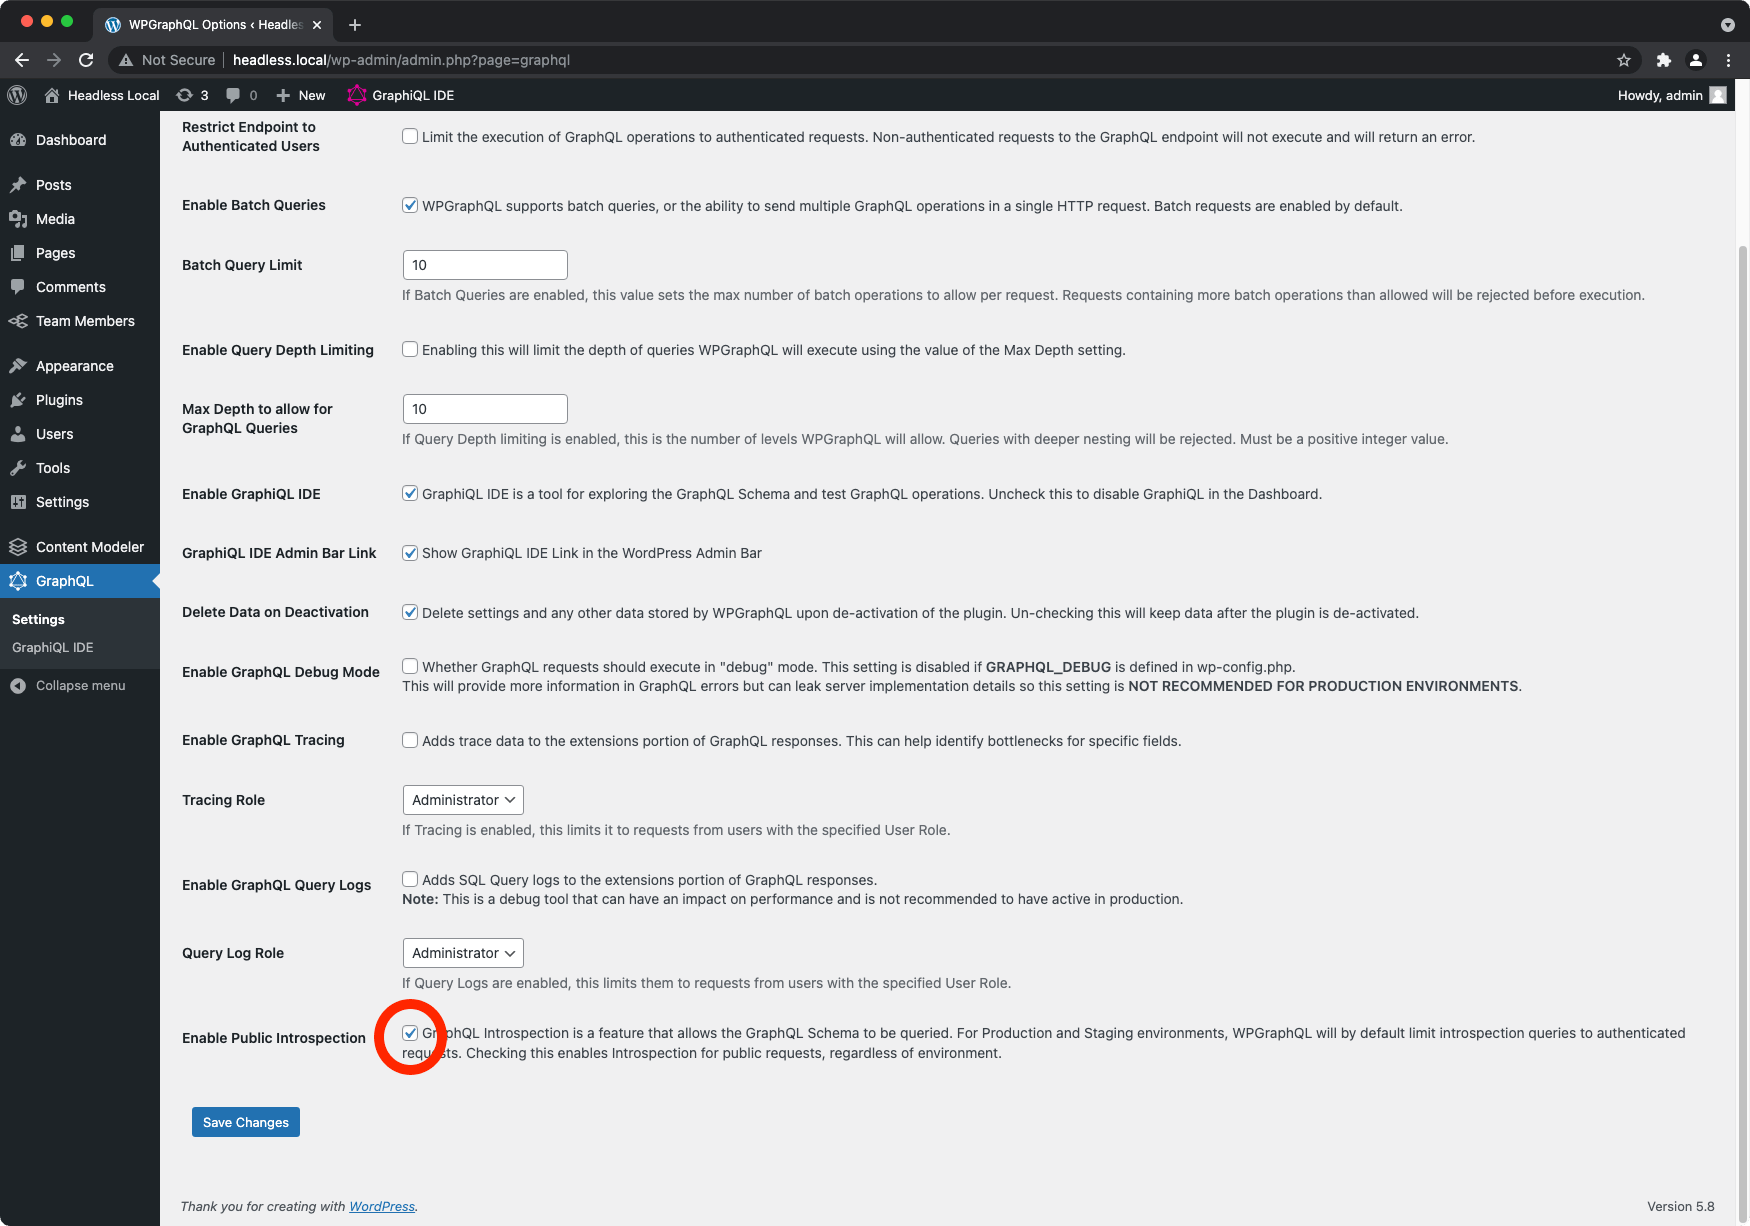 WPGraphQL Options ‹ Headles
Not Secure
headless.local/wp-admin/admin.php?page=graphql
Headless Local
3
0
New
GraphiQL IDE
Howdy, admin
Dashboard
Posts
Media
Pages
Comments
Team Members
Appearance
Plugins
Users
Tools
Settings
Content Modeler
GraphQL
Settings
GraphiQL IDE
Collapse menu
Restrict Endpoint to
Authenticated Users
Limit the execution of GraphQL operations to authenticated requests. Non-authenticated requests to the GraphQL endpoint will not execute and will return an error.
Enable Batch Queries
WPGraphQL supports batch queries, or the ability to send multiple GraphQL operations in a single HTTP request. Batch requests are enabled by default.
Batch Query Limit
10
If Batch Queries are enabled, this value sets the max number of batch operations to allow per request. Requests containing more batch operations than allowed will be rejected before execution.
Enable Query Depth Limiting
Enabling this will limit the depth of queries WPGraphQL will execute using the value of the Max Depth setting.
Max Depth to allow for
GraphQL Queries
10
If Query Depth limiting is enabled, this is the number of levels WPGraphQL will allow. Queries with deeper nesting will be rejected. Must be a positive integer value.
Enable GraphiQL IDE
GraphiQL IDE is a tool for exploring the GraphQL Schema and test GraphQL operations. Uncheck this to disable GraphiQL in the Dashboard.
GraphiQL IDE Admin Bar Link
Show GraphiQL IDE Link in the WordPress Admin Bar
Delete Data on Deactivation
Delete settings and any other data stored by WPGraphQL upon de-activation of the plugin. Un-checking this will keep data after the plugin is de-activated.
Enable GraphQL Debug Mode
Whether GraphQL requests should execute in "debug" mode. This setting is disabled if GRAPHQL_DEBUG is defined in wp-config.php.
This will provide more information in GraphQL errors but can leak server implementation details so this setting is NOT RECOMMENDED FOR PRODUCTION ENVIRONMENTS.
Enable GraphQL Tracing
Adds trace data to the extensions portion of GraphQL responses. This can help identify bottlenecks for specific fields.
Tracing Role
Administrator
If Tracing is enabled, this limits it to requests from users with the specified User Role.
Enable GraphQL Query Logs
Adds SQL Query logs to the extensions portion of GraphQL responses.
Note: This is a debug tool that can have an impact on performance and is not recommended to have active in production.
Query Log Role
Administrator
If Query Logs are enabled, this limits them to requests from users with the specified User Role.
Enable Public Introspection
GraphQL Introspection is a feature that allows the GraphQL Schema to be queried. For Production and Staging environments, WPGraphQL will by default limit introspection queries to authenticated
requests. Checking this enables Introspection for public requests, regardless of environment.
Save Changes
Thank you for creating with WordPress.
Version 5.8